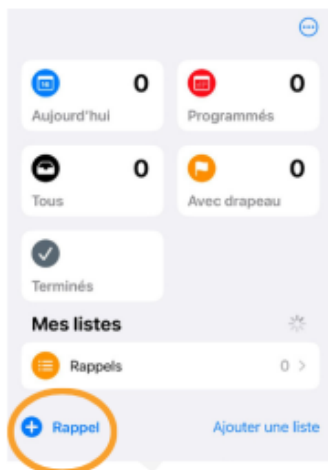 0 0
Aujourd'hui Programmés
0 0
Tous Avec drapeau
Terminés
Mes listes
Rappels 0
Rappel Ajouter une liste